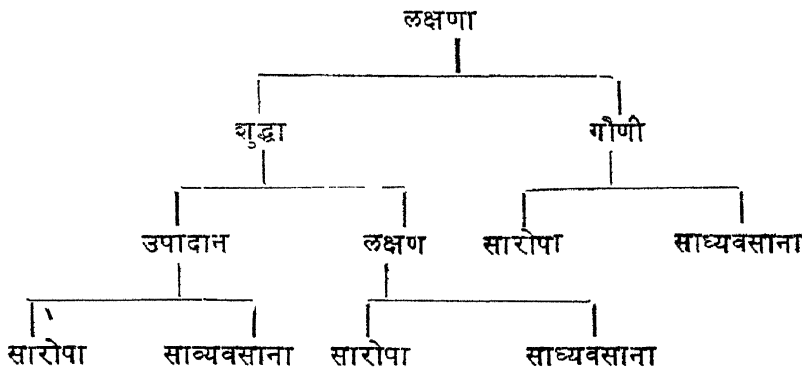 लक्षणा
शुद्धा गौणी
उपादान लक्षण सारोपा साध्यवसाना
सारोपा साव्यवसाना सारोपा साध्यवसाना